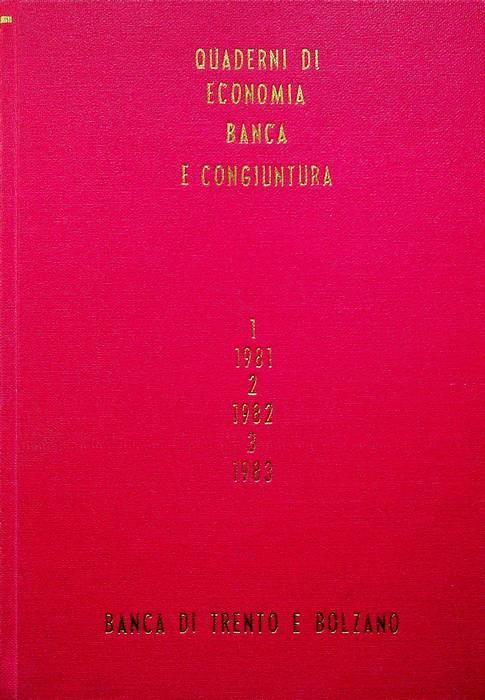 QUADERNI DI
ECONOMIA
BANCA
E CONGIUNTURA
1
1981
2
1982
3
1983
BANCA DI TRENTO E BOLZANO